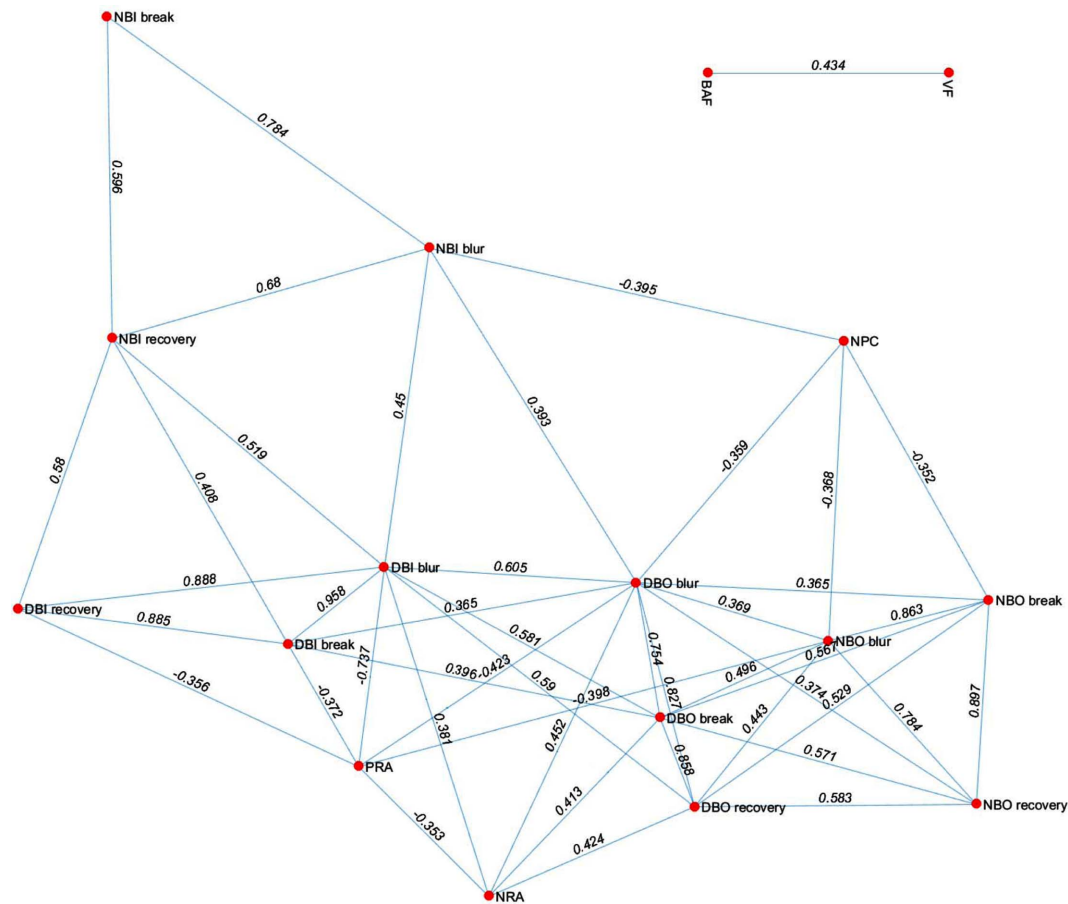 NBI break
0.434
BAF
VF
0.784
0.596
NBI blur
0.68
-0.395
NBI recovery
NPC
0.45
0.393
0.519
-0.359
0.58
0.408
-0.368
-0.352
DBI blur
0.605
DBO blur
0.888
0.365
NBO break
DBI recovery
0.958
0.365
0.369
0.863
0.885
DBI break
0.581
0.754
NBO blur
0.567
-0.737
0.396
-0.423
0.59
0.496
-0.356
-0.372
-0.398
0.827
0.374
0.529
0.897
0.381
0.452
DBO break
0.443
0.784
PRA
0.858
0.571
0.413
DBO recovery
0.583
NBO recovery
-0.353
0.424
NRA